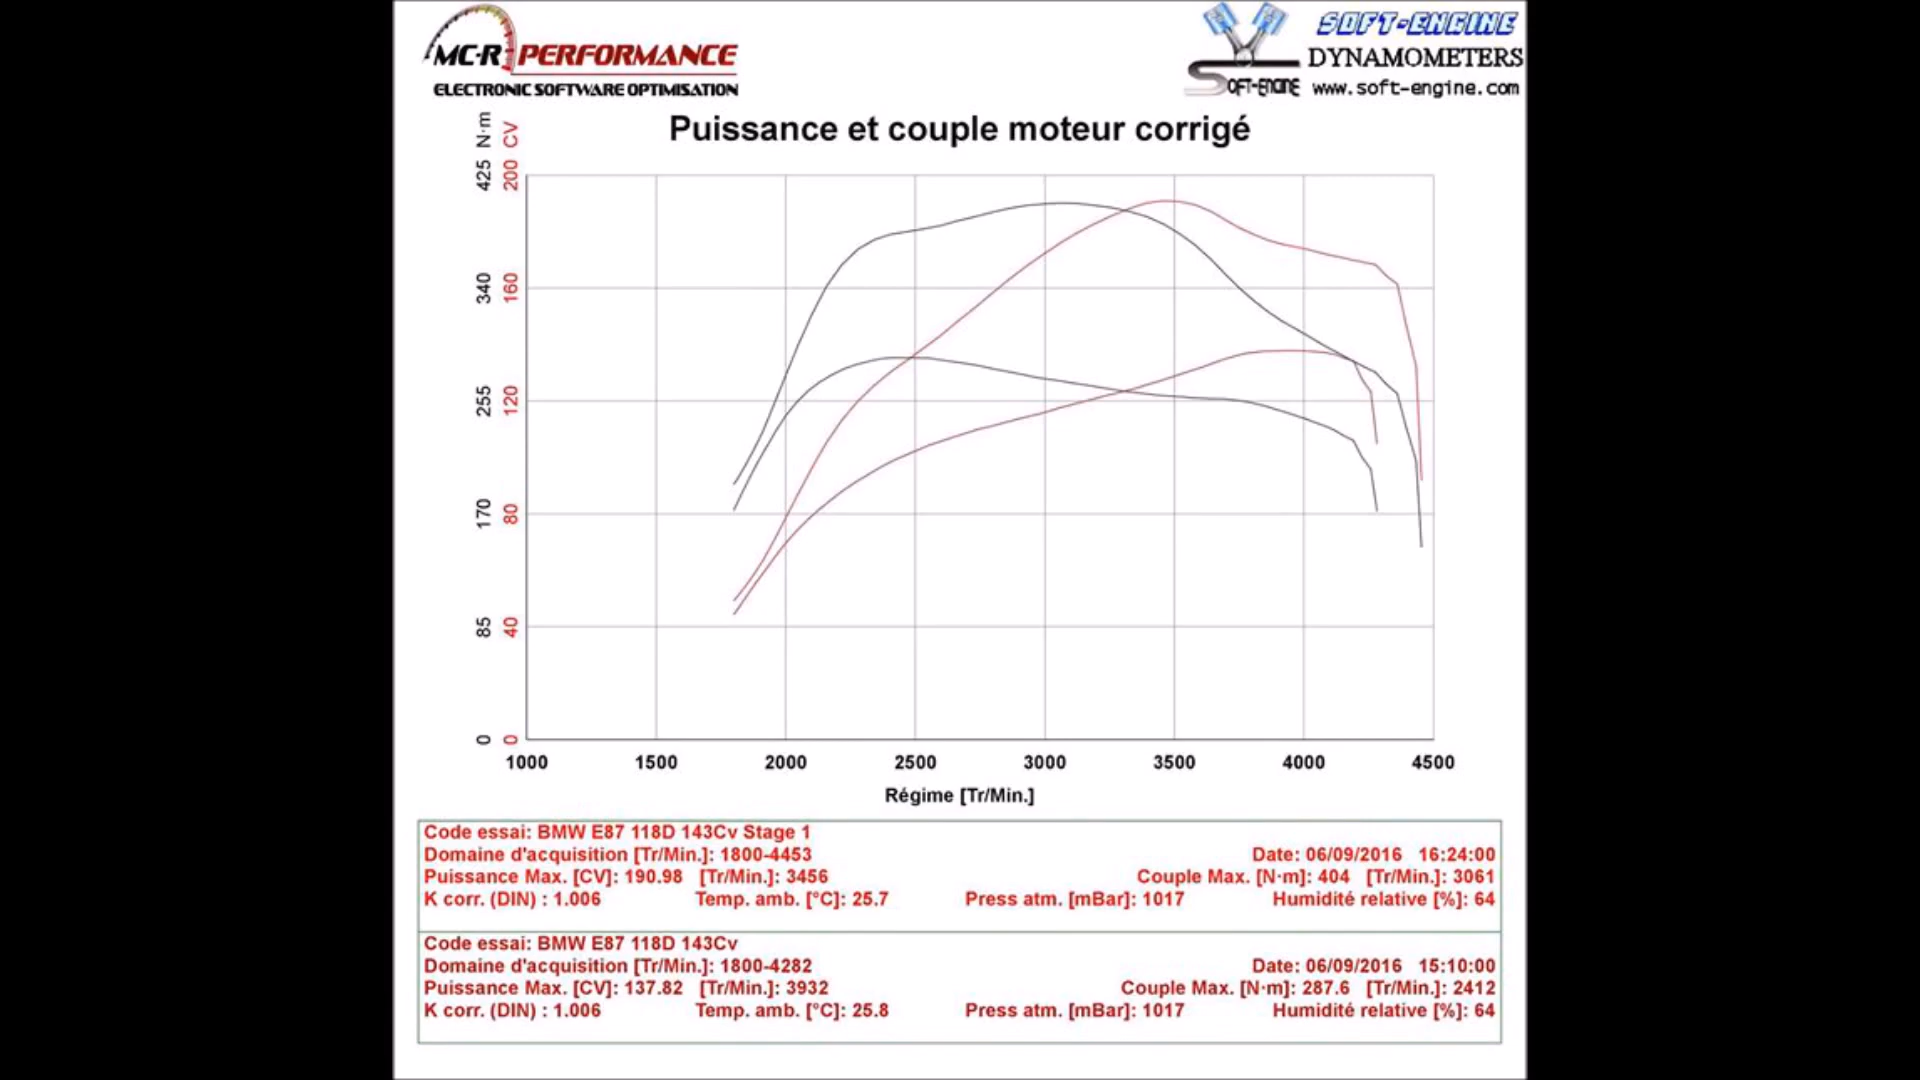 MC-R PERFORMANCE
ELECTRONIC SOFTWARE OPTIMISATION
SOFT-ENGINE
DYNAMOMETERS
SOFT-ENGINE www.soft-engine.com
Puissance et couple moteur corrigé
N·m CV
425 200
340 160
255 120
170 80
85 40
0 0
1000 1500 2000 2500 3000 3500 4000 4500
Régime [Tr/Min.]
Code essai: BMW E87 118D 143Cv Stage 1
Domaine d'acquisition [Tr/Min.]: 1800-4453 Date: 06/09/2016 16:24:00
Puissance Max. [CV]: 190.98 [Tr/Min.]: 3456 Couple Max. [N·m]: 404 [Tr/Min.]: 3061
K corr. (DIN) : 1.006 Temp. amb. [°C]: 25.7 Press atm. [mBar]: 1017 Humidité relative [%]: 64
Code essai: BMW E87 118D 143Cv
Domaine d'acquisition [Tr/Min.]: 1800-4282 Date: 06/09/2016 15:10:00
Puissance Max. [CV]: 137.82 [Tr/Min.]: 3932 Couple Max. [N·m]: 287.6 [Tr/Min.]: 2412
K corr. (DIN) : 1.006 Temp. amb. [°C]: 25.8 Press atm. [mBar]: 1017 Humidité relative [%]: 64